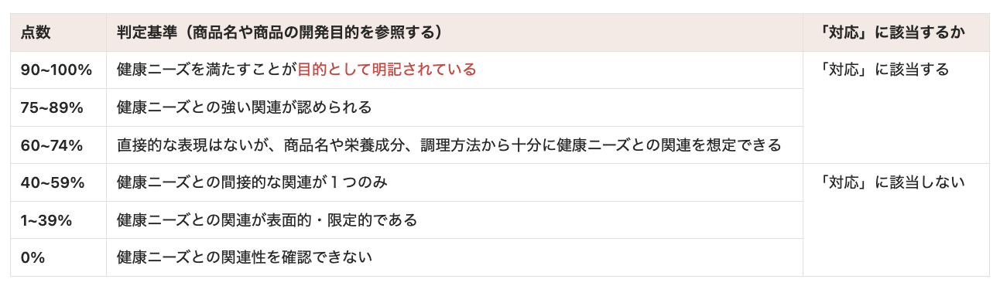 点数 判定基準（商品名や商品の開発目的を参照する） 「対応」に該当するか
90~100% 健康ニーズを満たすことが目的として明記されている 「対応」に該当する
75~89% 健康ニーズとの強い関連が認められる
60~74% 直接的な表現はないが、商品名や栄養成分、調理方法から十分に健康ニーズとの関連を想定できる
40~59% 健康ニーズとの間接的な関連が１つのみ 「対応」に該当しない
1~39% 健康ニーズとの関連が表面的・限定的である
0% 健康ニーズとの関連性を確認できない